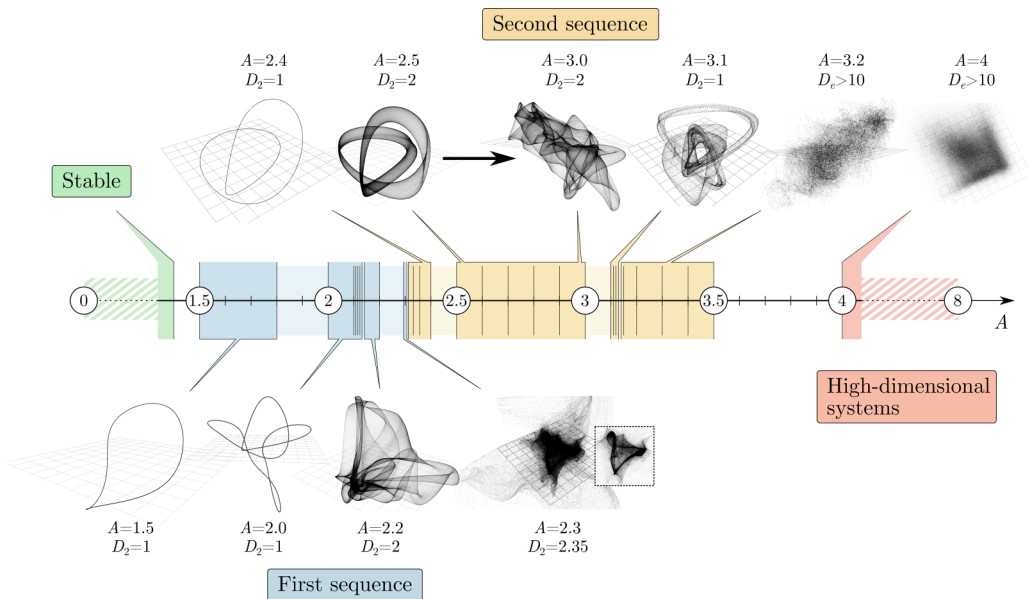 Second sequence
A=2.4
D₂=1
A=2.5
D₂=2
A=3.0
D₂=2
A=3.1
D₂=1
A=3.2
Dₑ>10
A=4
Dₑ>10
Stable
0
1.5
2
2.5
3
3.5
4
8
A
High-dimensional
systems
A=1.5
D₂=1
A=2.0
D₂=1
A=2.2
D₂=2
A=2.3
D₂=2.35
First sequence